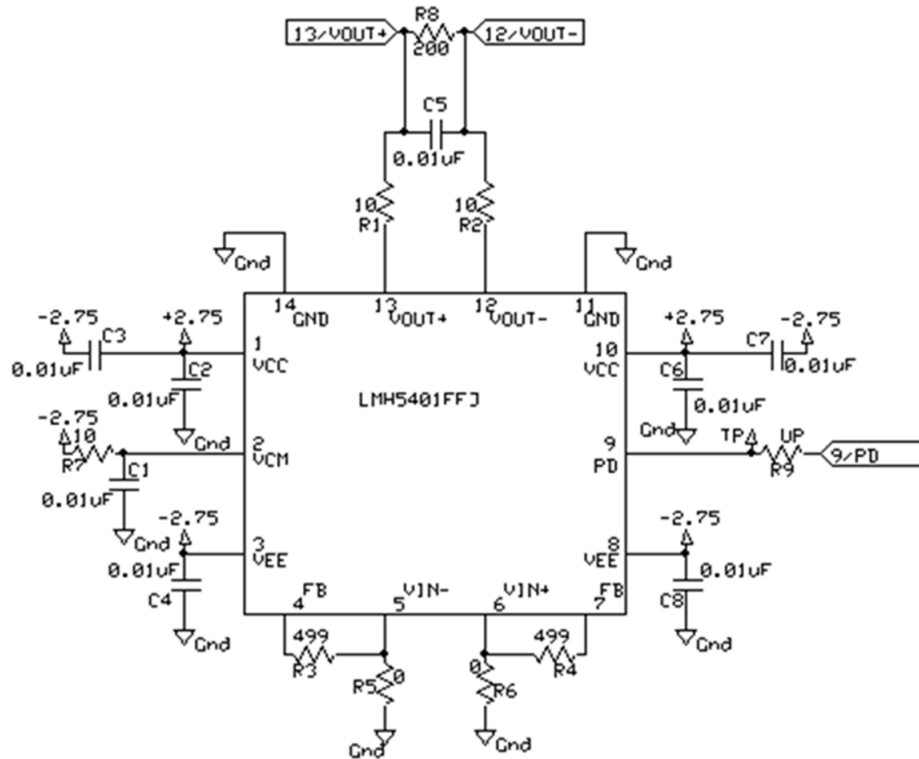 R8
13/VOUT+ 12/VOUT-
200
C5
0.01uF
10 10
R1 R2
Gnd Gnd
14 13 12 11
GND VOUT+ VOUT- GND
-2.75 +2.75 +2.75 -2.75
C3 1 10 C7
0.01uF C2 VCC VCC C6 0.01uF
0.01uF LMH5401FFJ 0.01uF
-2.75 Gnd Gnd
10 2 9 TP UP
R7 VCM PD R9 9/PD
C1
0.01uF
-2.75 -2.75
Gnd 3 8
VEE VEE
0.01uF 0.01uF
C4 FB VIN- VIN+ FB C8
4 5 6 7
Gnd 499 499 Gnd
R3 R4
R5 0 0 R6
Gnd Gnd